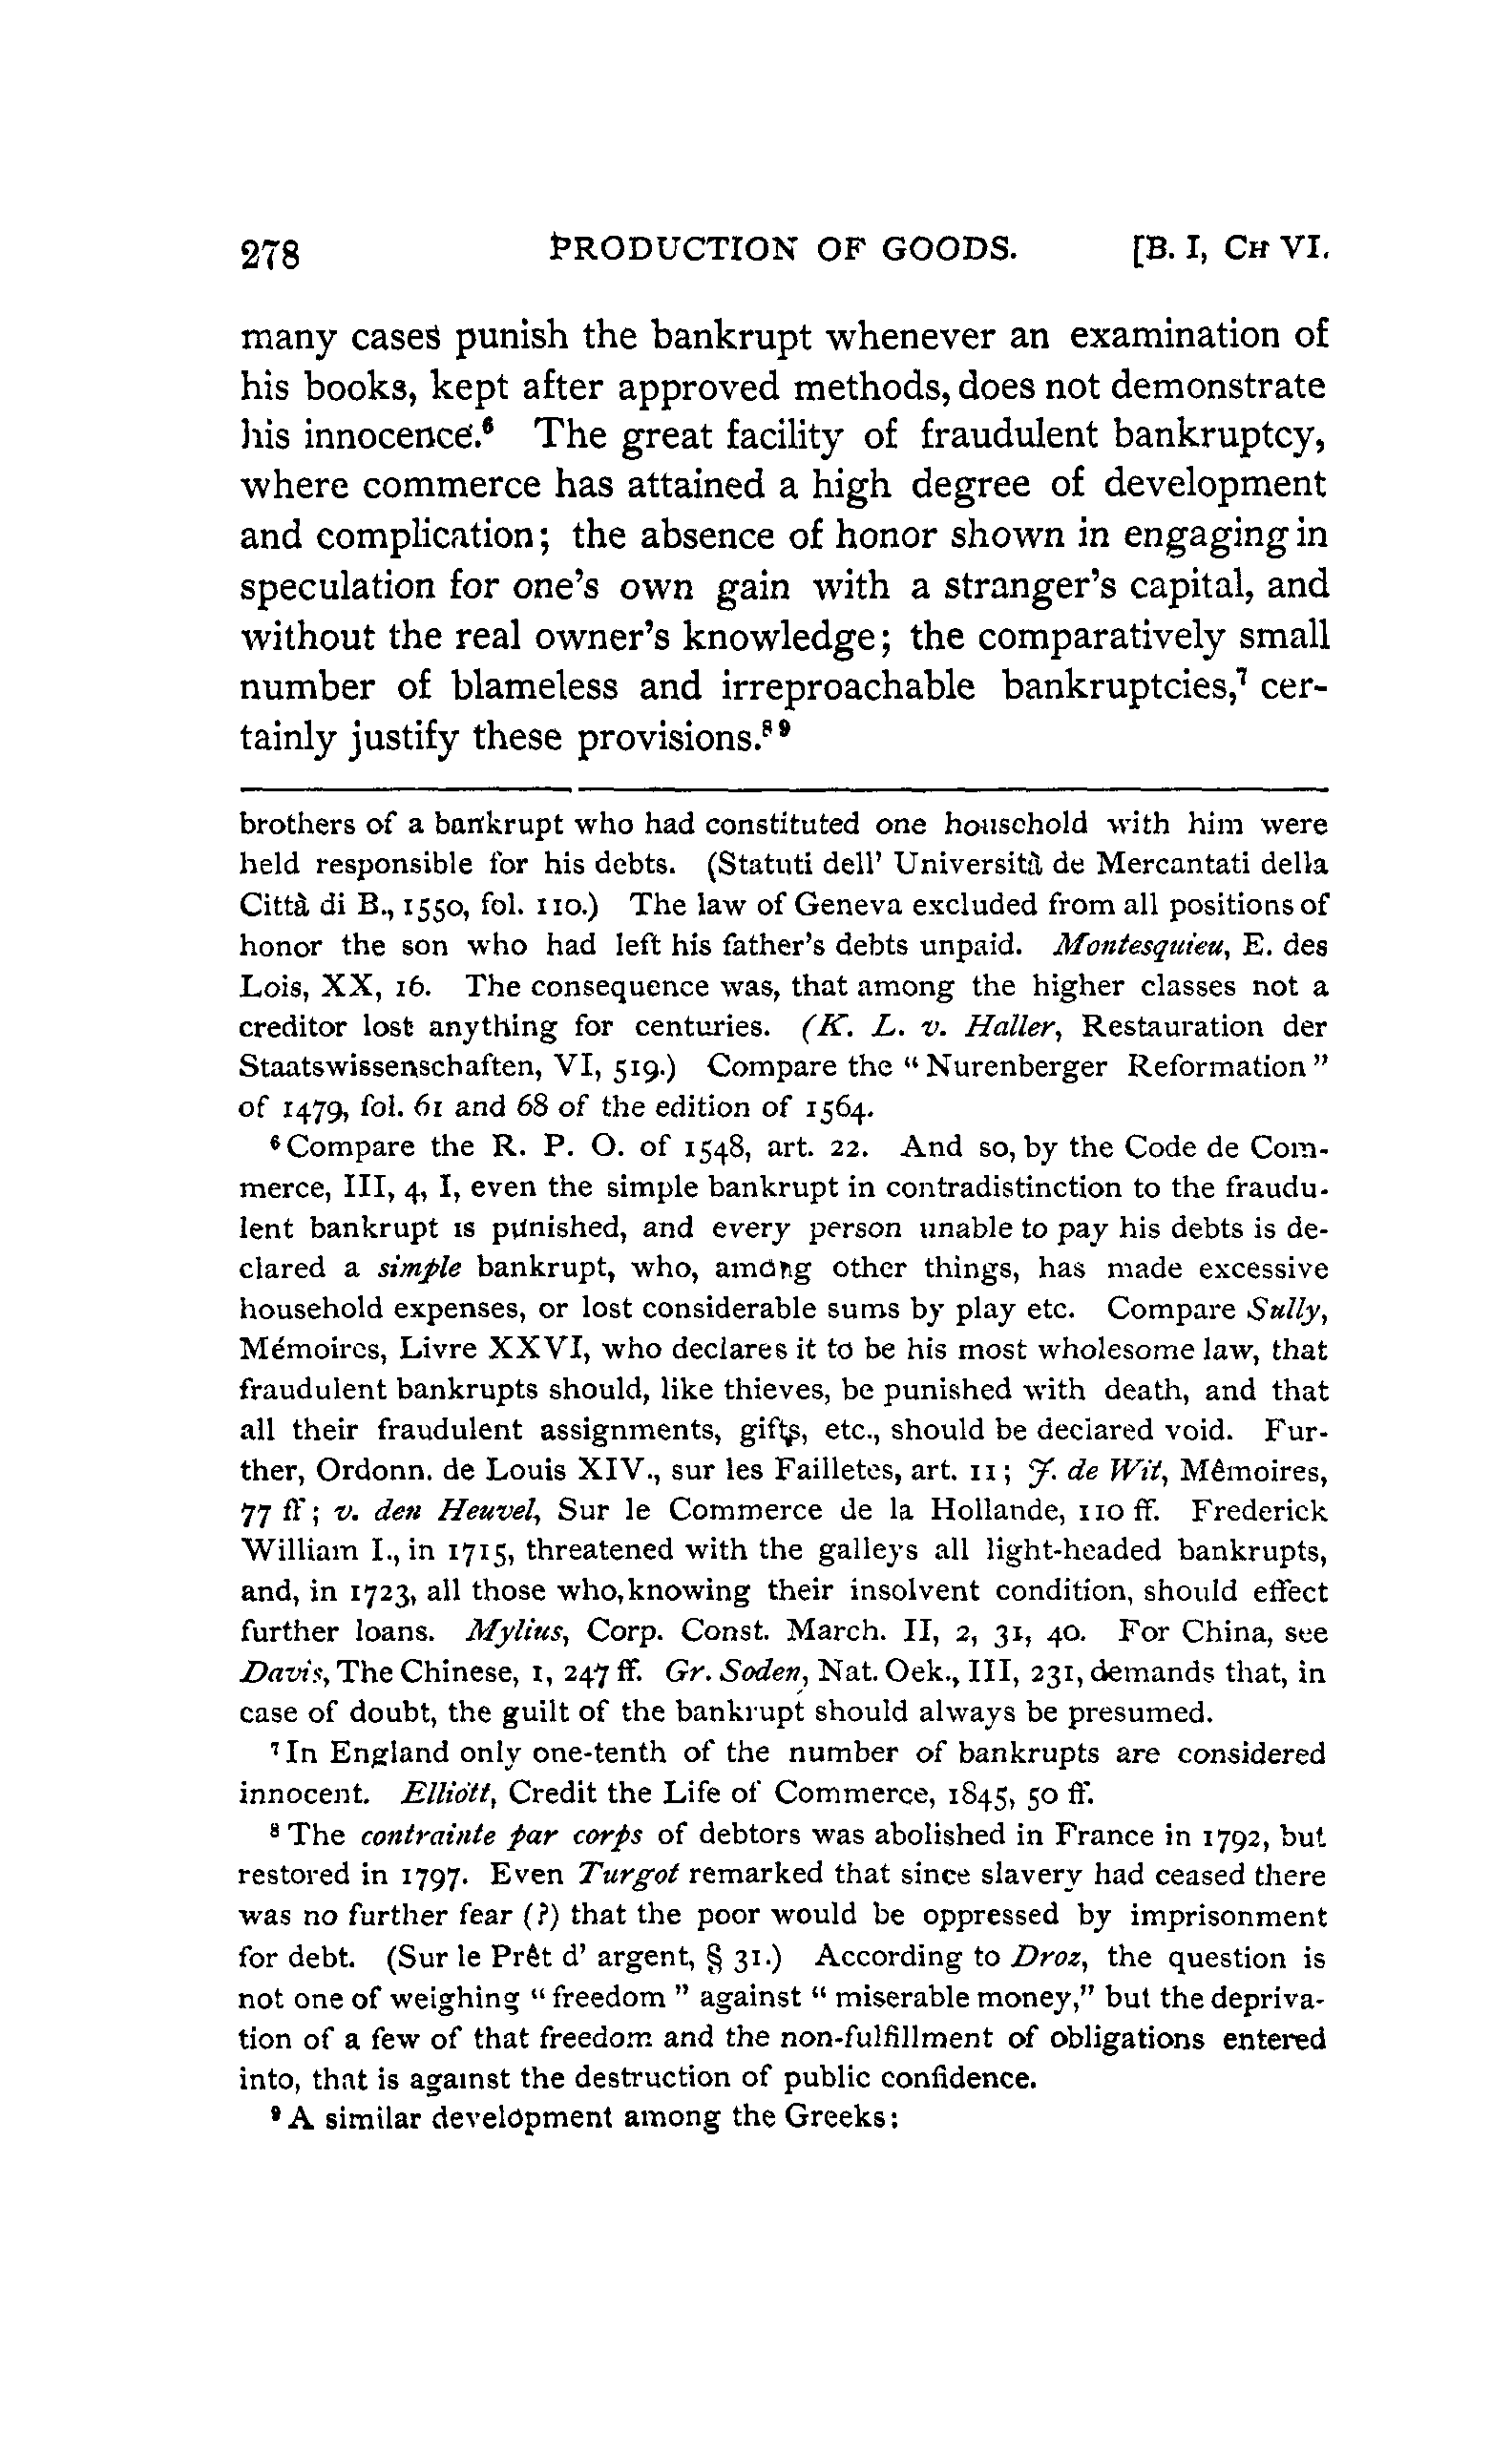 278 PRODUCTION OF GOODS. [B. I, CH VI.
many cases punish the bankrupt whenever an examination of
his books, kept after approved methods, does not demonstrate
his innocence.⁶ The great facility of fraudulent bankruptcy,
where commerce has attained a high degree of development
and complication; the absence of honor shown in engaging in
speculation for one's own gain with a stranger's capital, and
without the real owner's knowledge; the comparatively small
number of blameless and irreproachable bankruptcies,⁷ cer-
tainly justify these provisions.⁸ ⁹
brothers of a bankrupt who had constituted one household with him were
held responsible for his debts. (Statuti dell' Università de Mercantati della
Città di B., 1550, fol. 110.) The law of Geneva excluded from all positions of
honor the son who had left his father's debts unpaid. Montesquieu, E. des
Lois, XX, 16. The consequence was, that among the higher classes not a
creditor lost anything for centuries. (K. L. v. Haller, Restauration der
Staatswissenschaften, VI, 519.) Compare the "Nurenberger Reformation"
of 1479, fol. 61 and 68 of the edition of 1564.
⁶ Compare the R. P. O. of 1548, art. 22. And so, by the Code de Com-
merce, III, 4, I, even the simple bankrupt in contradistinction to the fraudu-
lent bankrupt is punished, and every person unable to pay his debts is de-
clared a simple bankrupt, who, among other things, has made excessive
household expenses, or lost considerable sums by play etc. Compare Sully,
Mémoires, Livre XXVI, who declares it to be his most wholesome law, that
fraudulent bankrupts should, like thieves, be punished with death, and that
all their fraudulent assignments, gifts, etc., should be declared void. Fur-
ther, Ordonn. de Louis XIV., sur les Failletes, art. 11; J. de Wit, Mêmoires,
77 ff; v. den Heuvel, Sur le Commerce de la Hollande, 110 ff. Frederick
William I., in 1715, threatened with the galleys all light-headed bankrupts,
and, in 1723, all those who, knowing their insolvent condition, should effect
further loans. Mylius, Corp. Const. March. II, 2, 31, 40. For China, see
Davis, The Chinese, 1, 247 ff. Gr. Soden, Nat. Oek., III, 231, demands that, in
case of doubt, the guilt of the bankrupt should always be presumed.
⁷ In England only one-tenth of the number of bankrupts are considered
innocent. Elliott, Credit the Life of Commerce, 1845, 50 ff.
⁸ The contrainte par corps of debtors was abolished in France in 1792, but
restored in 1797. Even Turgot remarked that since slavery had ceased there
was no further fear (?) that the poor would be oppressed by imprisonment
for debt. (Sur le Prêt d' argent, § 31.) According to Droz, the question is
not one of weighing "freedom" against "miserable money," but the depriva-
tion of a few of that freedom and the non-fulfillment of obligations entered
into, that is against the destruction of public confidence.
⁹ A similar development among the Greeks: